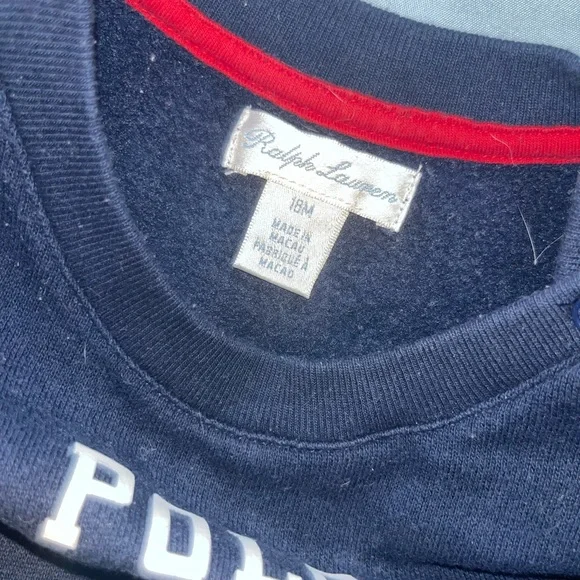 Ralph Lauren
18M
MADE IN
MACAU
FABRIQUÉ À
MACAO